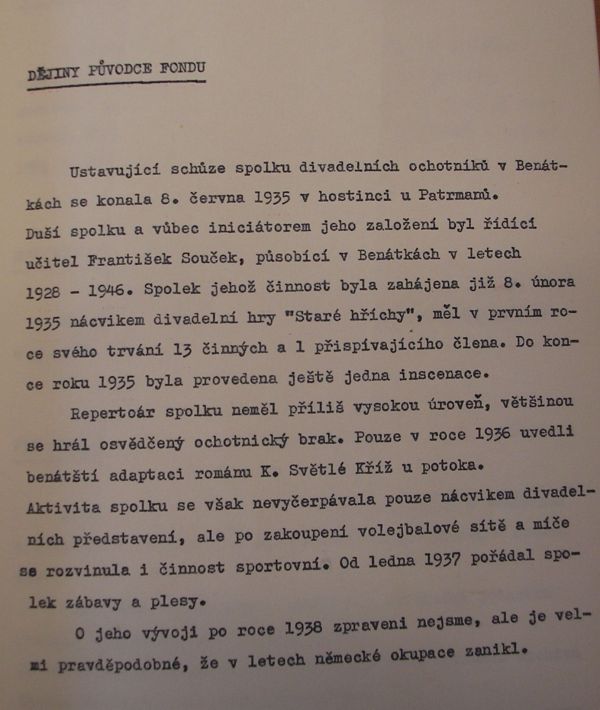 DĚJINY PŮVODCE FONDU
Ustavující schůze spolku divadelních ochotníků v Benát-
kách se konala 8. června 1935 v hostinci u Patrmanů.
Duší spolku a vůbec iniciátorem jeho založení byl řídící
učitel František Souček, působící v Benátkách v letech
1928 - 1946. Spolek jehož činnost byla zahájena již 8. února
1935 nácvikem divadelní hry "Staré hříchy", měl v prvním ro-
ce svého trvání 13 činných a 1 přispívajícího člena. Do kon-
ce roku 1935 byla provedena ještě jedna inscenace.
Repertoár spolku neměl příliš vysokou úroveň, většinou
se hrál osvědčený ochotnický brak. Pouze v roce 1936 uvedli
benátští adaptaci románu K. Světlé Kříž u potoka.
Aktivita spolku se však nevyčerpávala pouze nácvikem divadel-
ních představení, ale po zakoupení volejbalové sítě a míče
se rozvinula i činnost sportovní. Od ledna 1937 pořádal spo-
lek zábavy a plesy.
O jeho vývoji po roce 1938 zpraveni nejsme, ale je vel-
mi pravděpodobné, že v letech německé okupace zanikl.